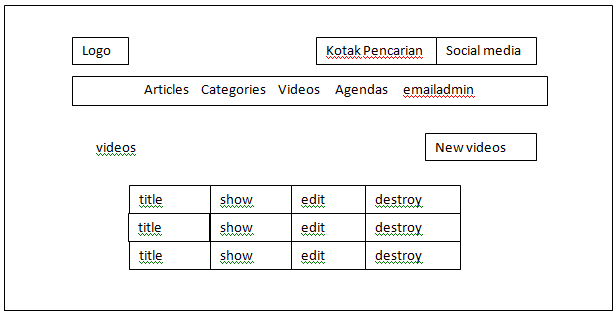 Logo Kotak Pencarian Social media
Articles Categories Videos Agendas emailadmin
videos New videos
title show edit destroy
title show edit destroy
title show edit destroy